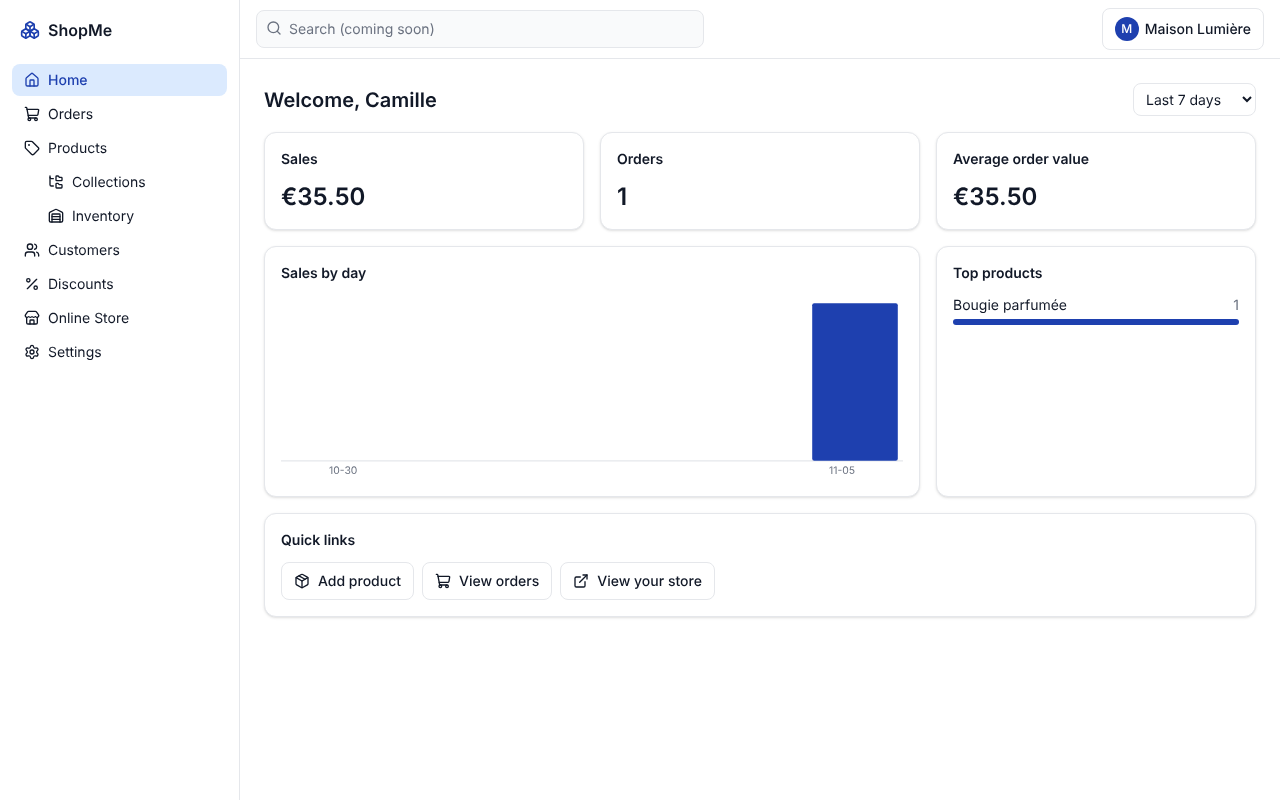 ShopMe
Search (coming soon)
M Maison Lumière
Home
Orders
Products
Collections
Inventory
Customers
Discounts
Online Store
Settings
Welcome, Camille
Last 7 days
Sales
€35.50
Orders
1
Average order value
€35.50
Sales by day
10-30
11-05
Top products
Bougie parfumée 1
Quick links
Add product
View orders
View your store